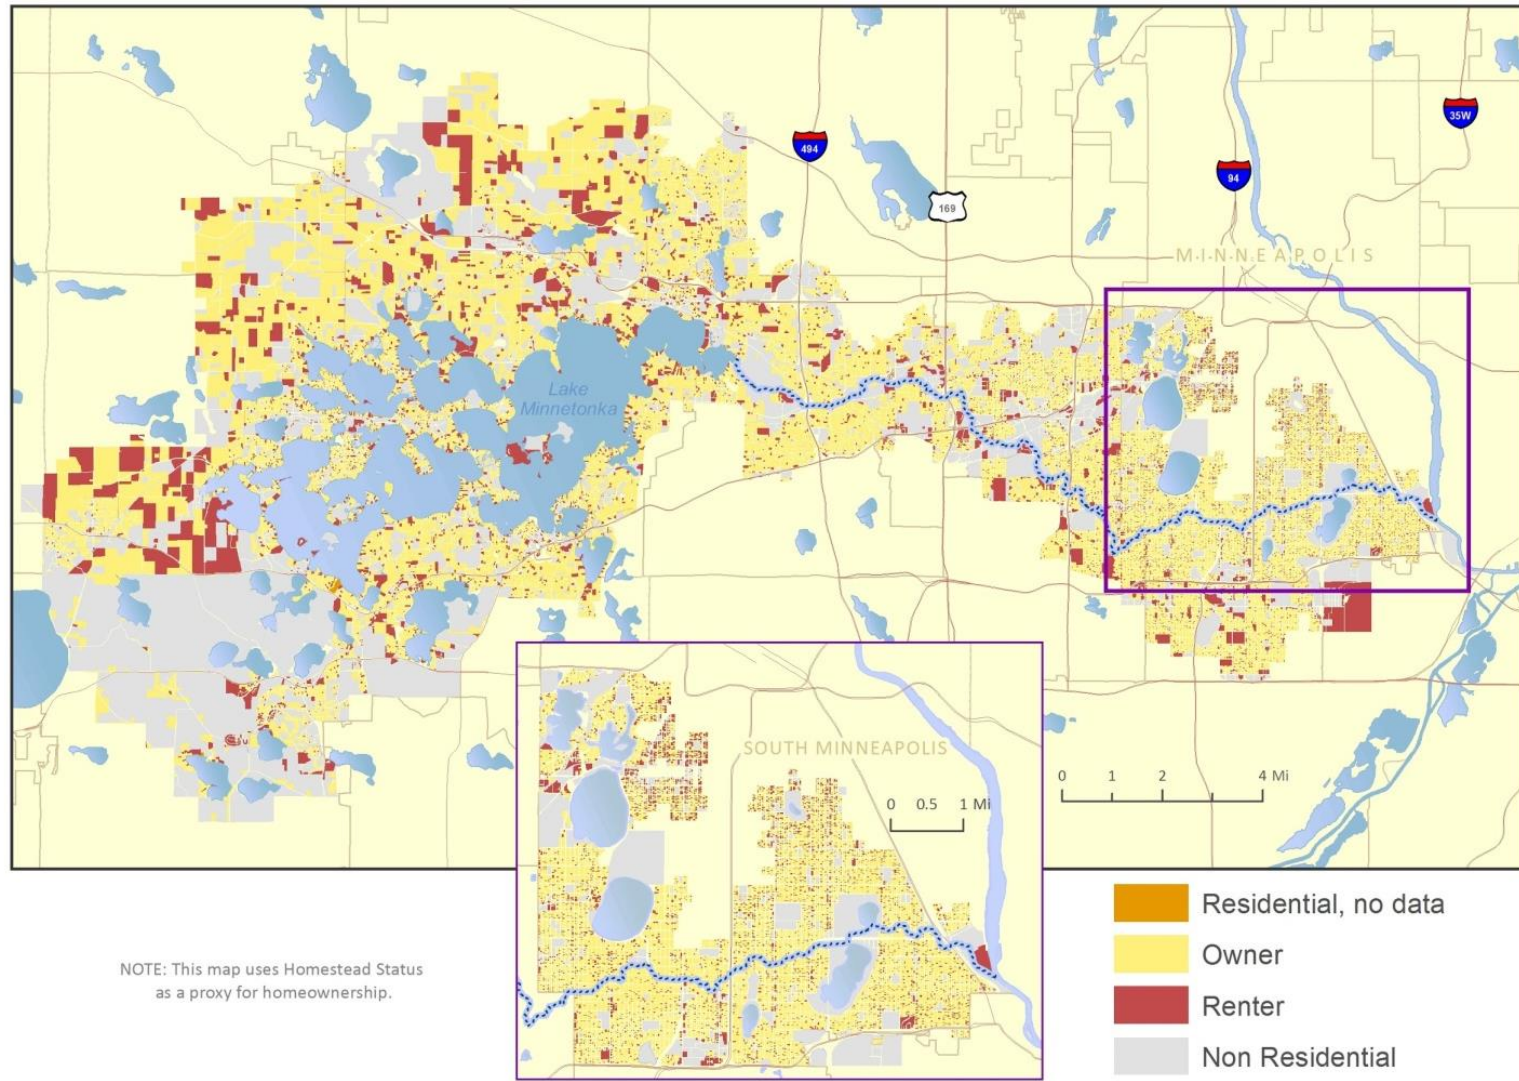 494
169
94
35W
MINNEAPOLIS
Lake
Minnetonka
SOUTH MINNEAPOLIS
0 0.5 1 Mi
0 1 2 4 Mi
NOTE: This map uses Homestead Status
as a proxy for homeownership.
Residential, no data
Owner
Renter
Non Residential